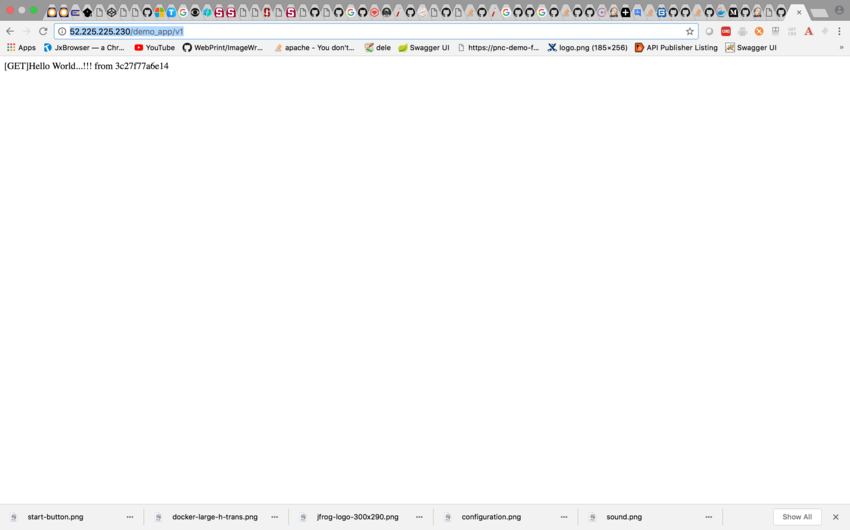 52.225.225.230/demo_app/v1
Apps JxBrowser — a Chr... YouTube WebPrint/ImageWr... apache - You don't... dele Swagger UI https://pnc-demo-f... logo.png (185×256) API Publisher Listing Swagger UI »
[GET]Hello World...!!! from 3c27f77a6e14
start-button.png ... docker-large-h-trans.png ... jfrog-logo-300x290.png ... configuration.png ... sound.png ... Show All